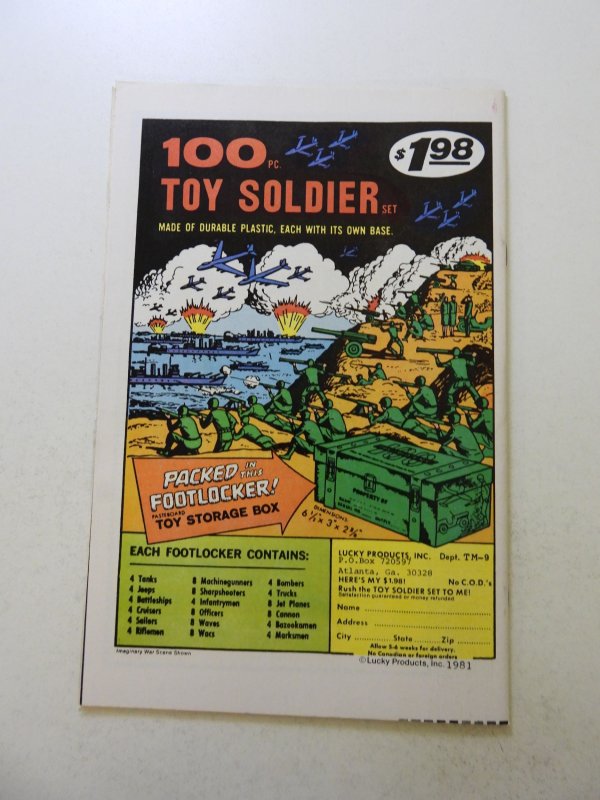 100 PC.
$1.98
TOY SOLDIER SET
MADE OF DURABLE PLASTIC, EACH WITH ITS OWN BASE.
PACKED IN THIS
FOOTLOCKER!
PASTEBOARD
TOY STORAGE BOX
DIMENSIONS:
PROPERTY OF
EACH FOOTLOCKER CONTAINS:
4 Tanks
4 Jeeps
4 Battleships
4 Cruisers
4 Sailors
4 Riflemen
8 Machinegunners
8 Sharpshooters
4 Infantrymen
8 Officers
8 Waves
8 Wacs
4 Bombers
4 Trucks
8 Jet Planes
8 Cannon
4 Bazookamen
4 Marksmen
LUCKY PRODUCTS, INC. Dept. TM-9
P.O.Box 720597
Atlanta, Ga. 30328
HERE'S MY $1.98! No C.O.D.'s
Rush the TOY SOLDIER SET TO ME!
Satisfaction guaranteed or money refunded
Name
Address
City State Zip
Allow 5-6 weeks for delivery.
No Canadian or foreign orders
Imaginary War Scene Shown
©Lucky Products, Inc. 1981